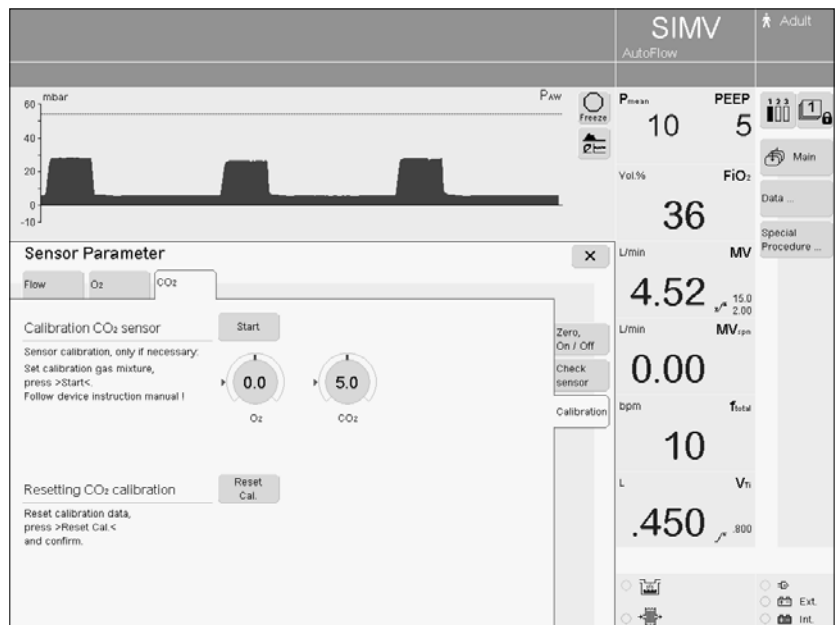 SIMV
AutoFlow
Adult
mbar
PAW
60
40
20
0
-10
Freeze
Pmean
PEEP
10
5
1 2 3
1
Main
Vol.%
FiO2
36
Data ...
Special
Procedure ...
Sensor Parameter
Flow
O2
CO2
L/min
MV
4.52
15.0
2.00
Calibration CO2 sensor
Start
Sensor calibration, only if necessary:
Set calibration gas mixture,
press >Start<.
Follow device instruction manual !
0.0
5.0
O2
CO2
Zero,
On / Off
Check
sensor
Calibration
L/min
MVspn
0.00
bpm
ftotal
10
Resetting CO2 calibration
Reset
Cal.
Reset calibration data,
press >Reset Cal.<
and confirm.
L
VTi
.450
.800
Ext.
Int.